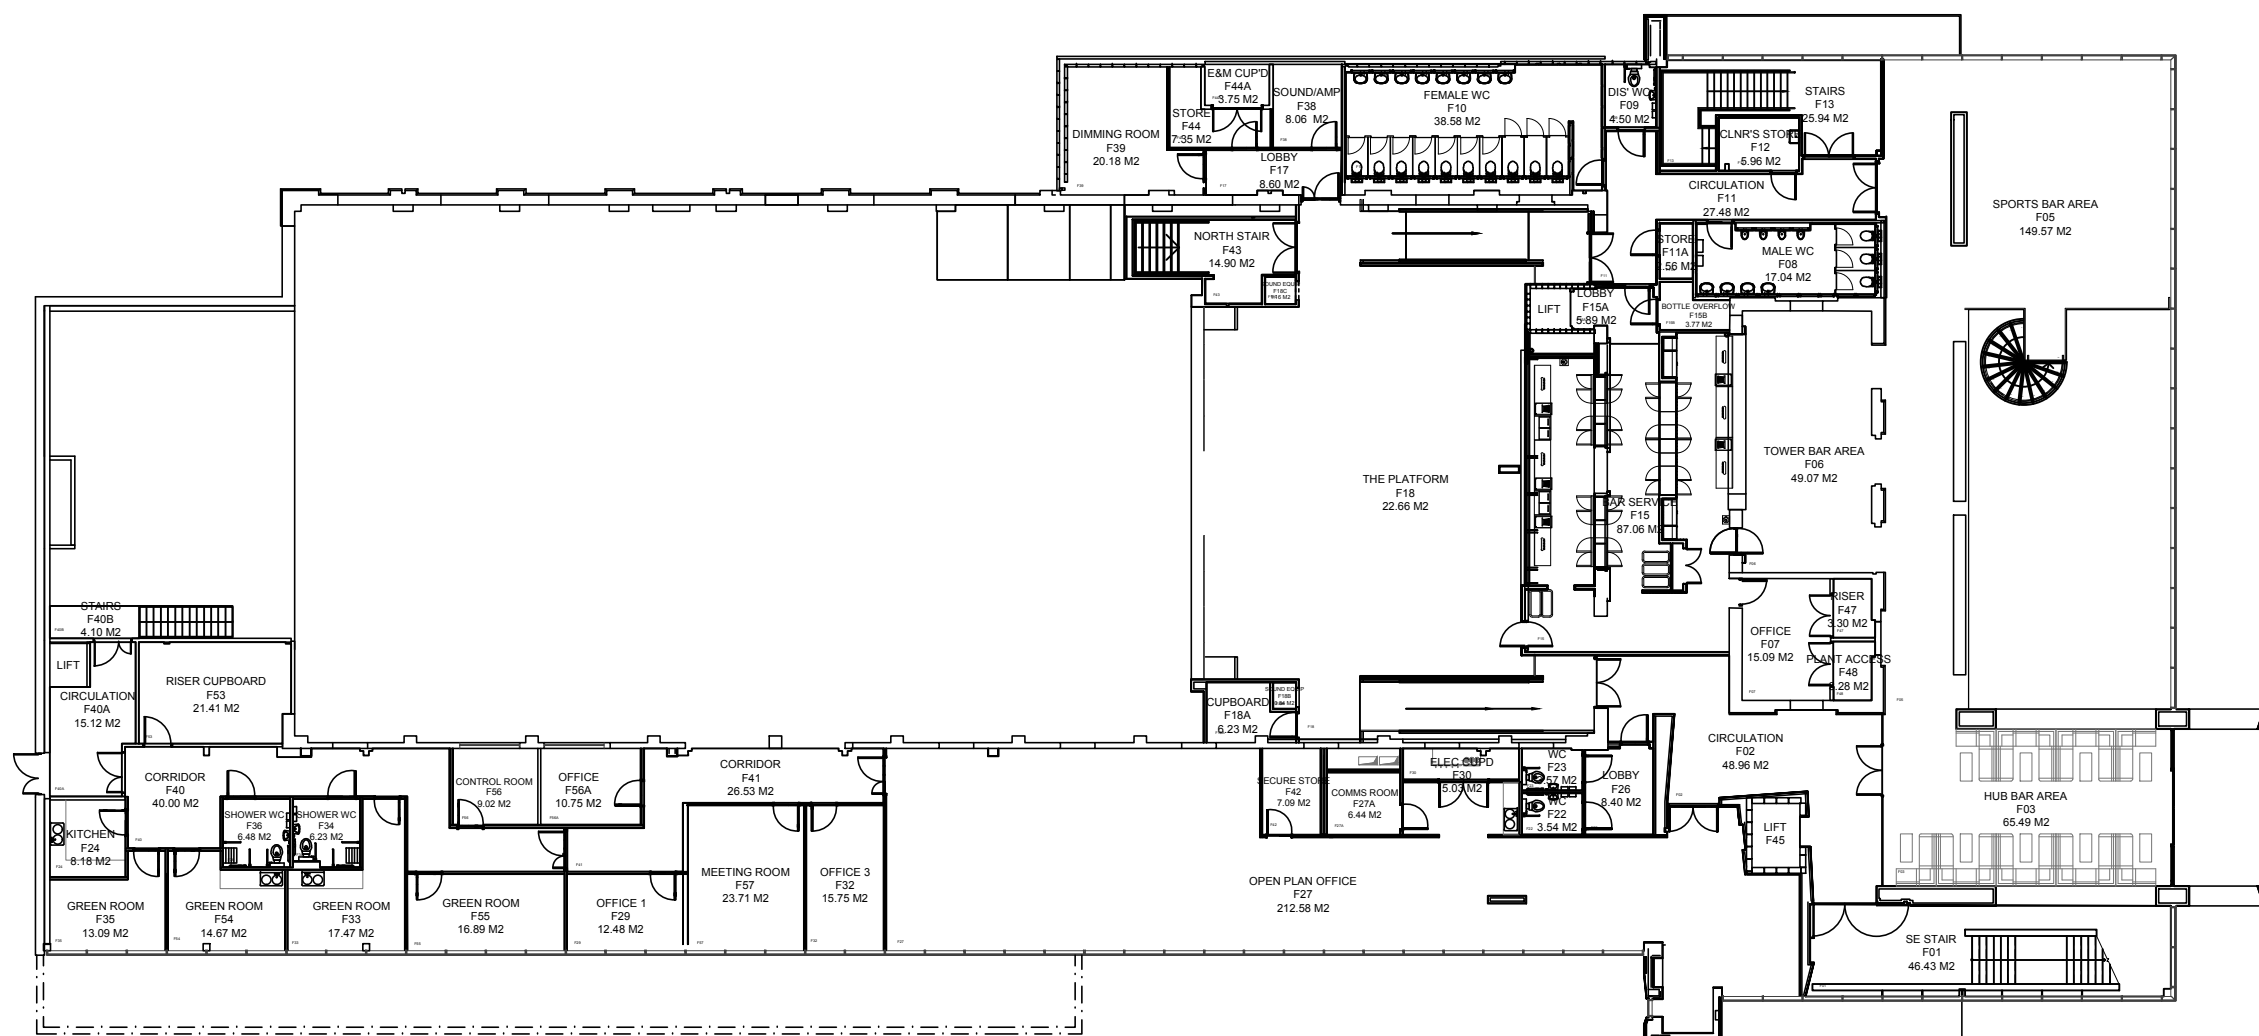 E&M CUP'D
F44A
3.75 M2
SOUND/AMP
F38
8.06 M2
FEMALE WC
F10
38.58 M2
DIS' WC
F09
4.50 M2
STAIRS
F13
25.94 M2
STORE
F44
7.35 M2
DIMMING ROOM
F39
20.18 M2
CLNR'S STORE
F12
5.96 M2
LOBBY
F17
8.60 M2
CIRCULATION
F11
27.48 M2
SPORTS BAR AREA
F05
149.57 M2
NORTH STAIR
F43
14.90 M2
STORE
F11A
MALE WC
F08
17.04 M2
F18C
LIFT
LOBBY
F15A
5.89 M2
BOTTLE OVERFLOW
F15B
3.77 M2
THE PLATFORM
F18
22.66 M2
BAR SERVICE
F15
87.06 M2
TOWER BAR AREA
F06
49.07 M2
STAIRS
F40B
4.10 M2
LIFT
RISER CUPBOARD
F53
21.41 M2
CIRCULATION
F40A
15.12 M2
RISER
F47
3.30 M2
OFFICE
F07
15.09 M2
PLANT ACCESS
F48
CUPBOARD
F18A
6.23 M2
SOUND EQUIP
F18B
CIRCULATION
F02
48.96 M2
CORRIDOR
F40
40.00 M2
CONTROL ROOM
F56
9.02 M2
OFFICE
F56A
10.75 M2
CORRIDOR
F41
26.53 M2
SECURE STORE
F42
7.09 M2
COMMS ROOM
F27A
6.44 M2
ELEC CUPD
F30
5.03 M2
WC
F23
WC
F22
3.54 M2
LOBBY
F26
8.40 M2
LIFT
F45
HUB BAR AREA
F03
65.49 M2
KITCHEN
F24
8.18 M2
SHOWER WC
F36
6.48 M2
SHOWER WC
F34
6.23 M2
GREEN ROOM
F35
13.09 M2
GREEN ROOM
F54
14.67 M2
GREEN ROOM
F33
17.47 M2
GREEN ROOM
F55
16.89 M2
OFFICE 1
F29
12.48 M2
MEETING ROOM
F57
23.71 M2
OFFICE 3
F32
15.75 M2
OPEN PLAN OFFICE
F27
212.58 M2
SE STAIR
F01
46.43 M2